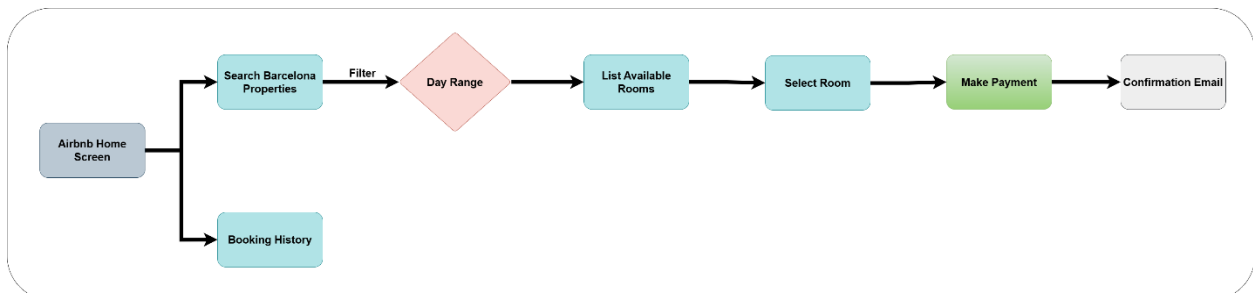 Search Barcelona
Properties
Filter
Day Range
List Available
Rooms
Select Room
Make Payment
Confirmation Email
Airbnb Home
Screen
Booking History